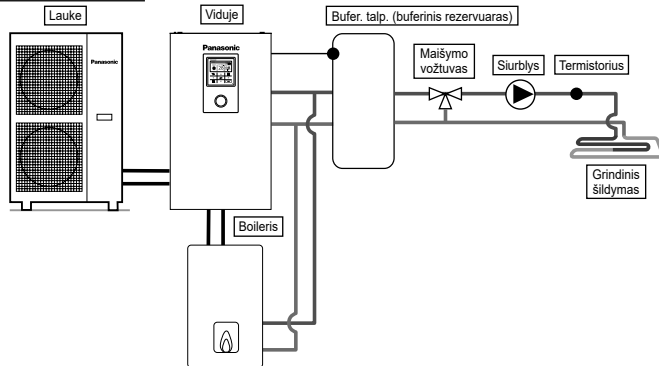 Lauke
Viduje
Bufer. talp. (buferinis rezervuaras)
Maišymo
vožtuvas
Siurblys
Termistorius
Panasonic
Panasonic
Grindinis
šildymas
Boileris